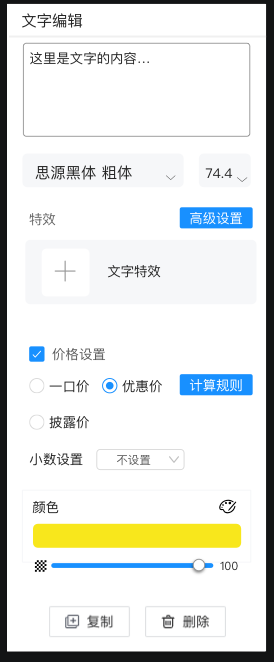 文字编辑
这里是文字的内容...
思源黑体 粗体 74.4
特效 高级设置
文字特效
价格设置
一口价 优惠价 计算规则
披露价
小数设置 不设置
颜色
100
复制 删除